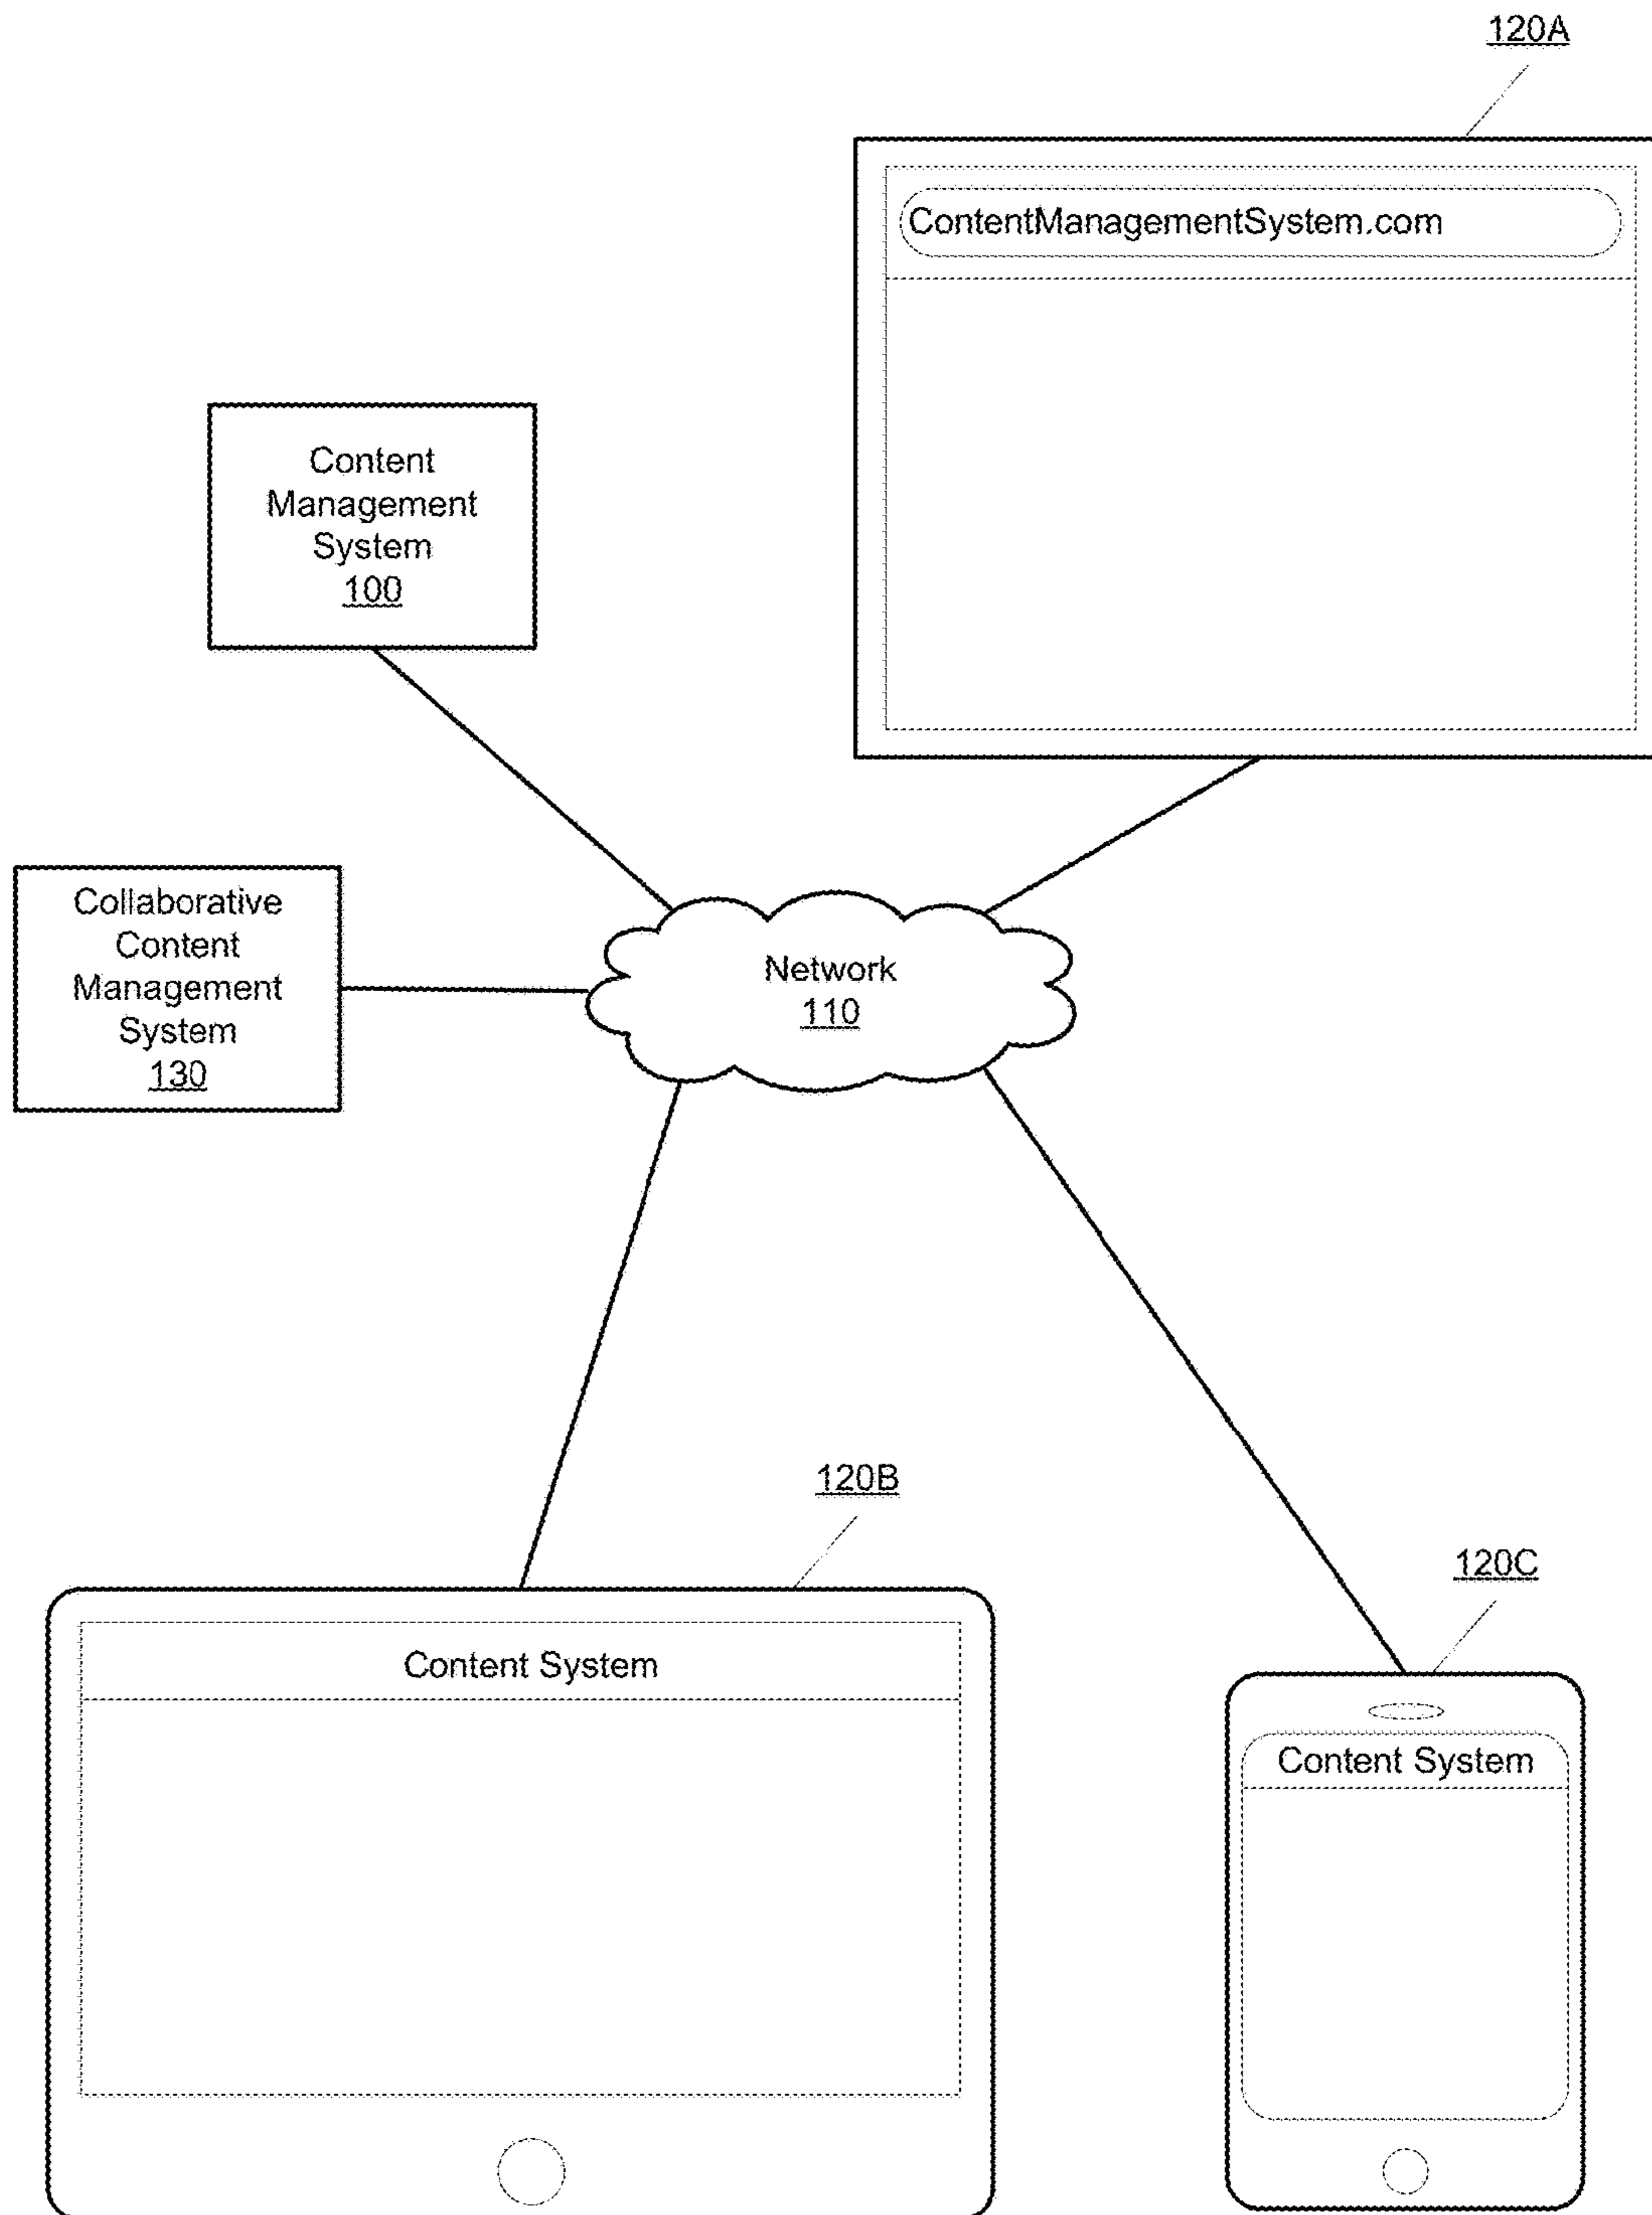 120A
ContentManagementSystem.com
Content
Management
System
100
Collaborative
Content
Management
System
130
Network
110
120B
120C
Content System
Content System